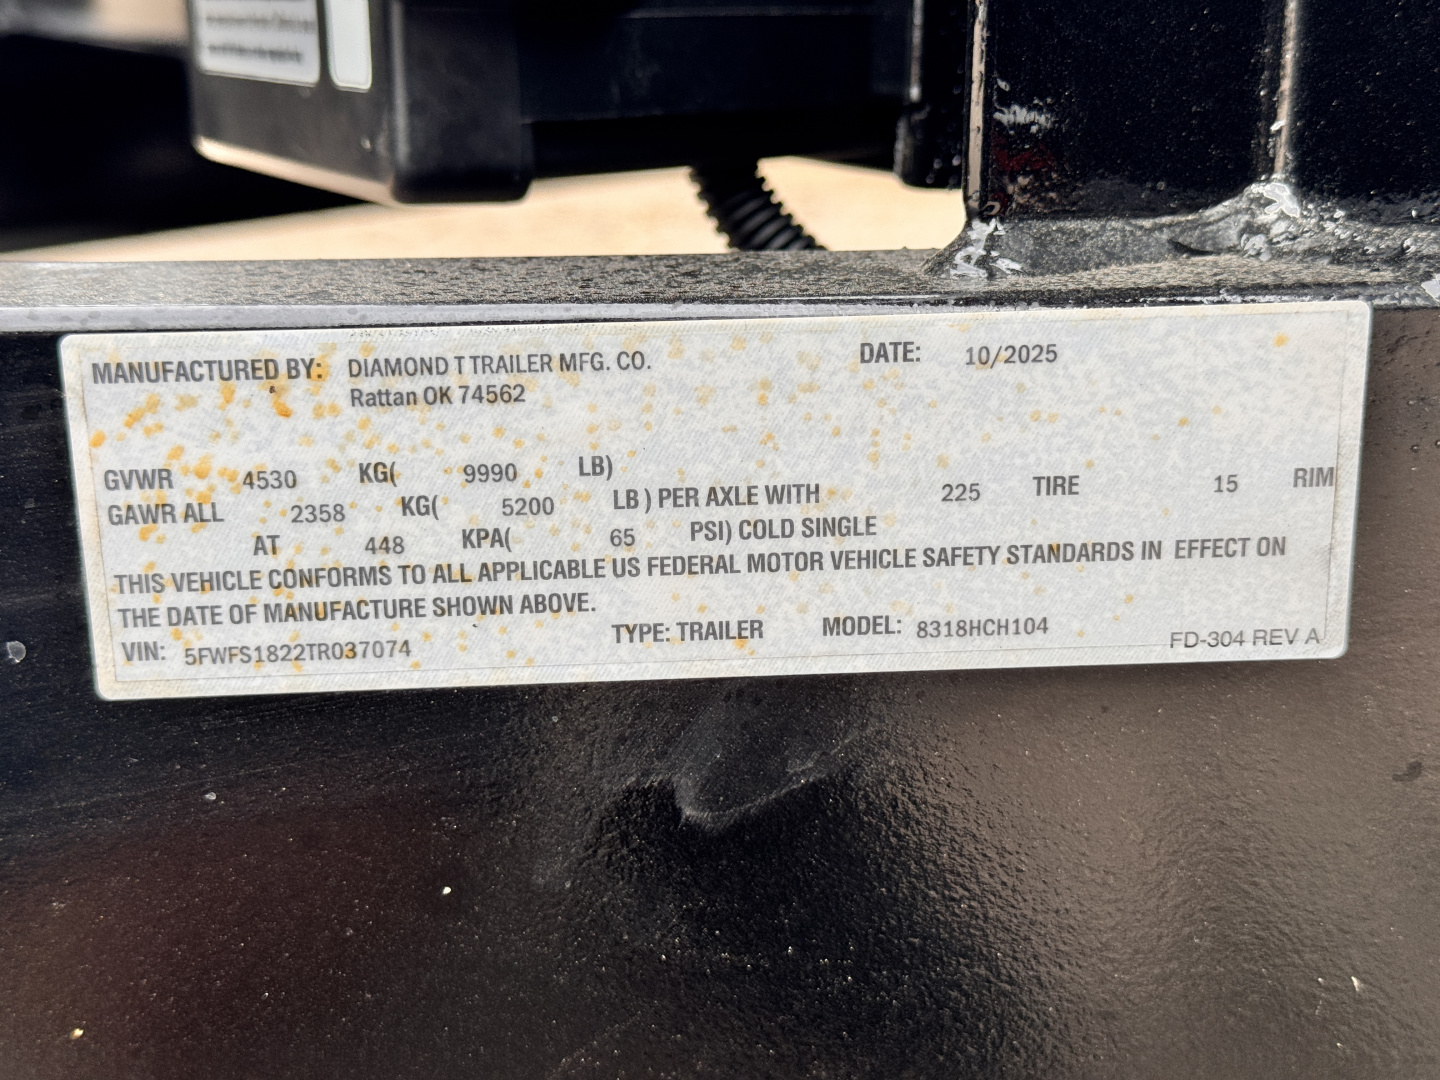 MANUFACTURED BY: DIAMOND T TRAILER MFG. CO. DATE: 10/2025
Rattan OK 74562
GVWR 4530 KG( 9990 LB)
GAWR ALL 2358 KG( 5200 LB ) PER AXLE WITH 225 TIRE 15 RIM
AT 448 KPA( 65 PSI) COLD SINGLE
THIS VEHICLE CONFORMS TO ALL APPLICABLE US FEDERAL MOTOR VEHICLE SAFETY STANDARDS IN EFFECT ON
THE DATE OF MANUFACTURE SHOWN ABOVE.
VIN: 5FWFS1822TR037074 TYPE: TRAILER MODEL: 8318HCH104
FD-304 REV A